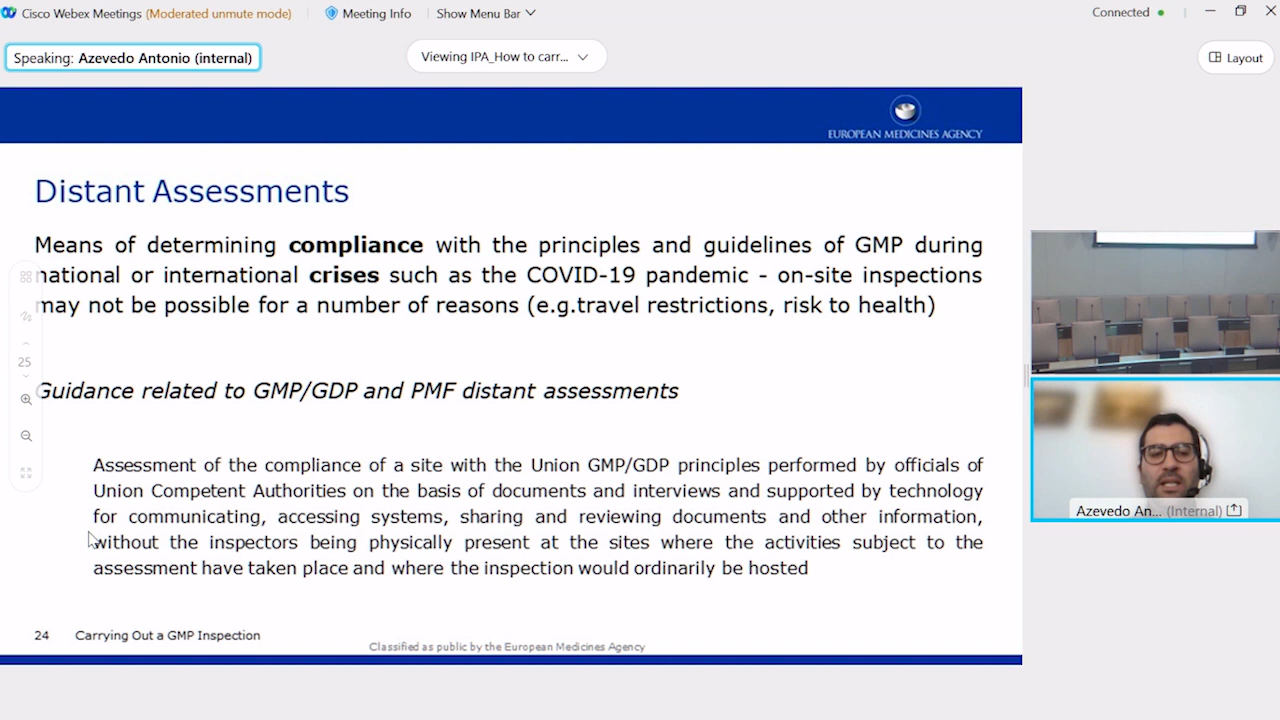 Cisco Webex Meetings (Moderated unmute mode) Meeting Info Show Menu Bar Connected
Speaking: Azevedo Antonio (internal) Viewing IPA_How to carr... Layout
EUROPEAN MEDICINES AGENCY
Distant Assessments
Means of determining compliance with the principles and guidelines of GMP during
national or international crises such as the COVID-19 pandemic - on-site inspections
may not be possible for a number of reasons (e.g.travel restrictions, risk to health)
25
Guidance related to GMP/GDP and PMF distant assessments
Assessment of the compliance of a site with the Union GMP/GDP principles performed by officials of
Union Competent Authorities on the basis of documents and interviews and supported by technology
for communicating, accessing systems, sharing and reviewing documents and other information,
without the inspectors being physically present at the sites where the activities subject to the
assessment have taken place and where the inspection would ordinarily be hosted
24 Carrying Out a GMP Inspection
Classified as public by the European Medicines Agency
Azevedo An... (Internal)